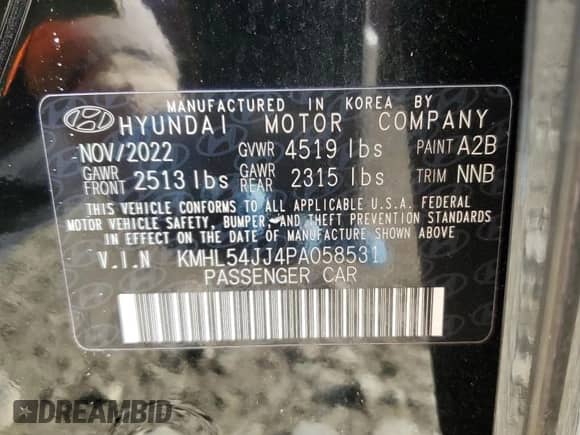 MANUFACTURED IN KOREA BY
HYUNDAI MOTOR COMPANY
NOV/2022 GVWR 4519 lbs PAINT A2B
GAWR FRONT 2513 lbs GAWR REAR 2315 lbs TRIM NNB
THIS VEHICLE CONFORMS TO ALL APPLICABLE U.S.A. FEDERAL
MOTOR VEHICLE SAFETY, BUMPER, AND THEFT PREVENTION STANDARDS
IN EFFECT ON THE DATE OF MANUFACTURE SHOWN ABOVE
V.I.N KMHL54JJ4PA058531
PASSENGER CAR
DREAMBID